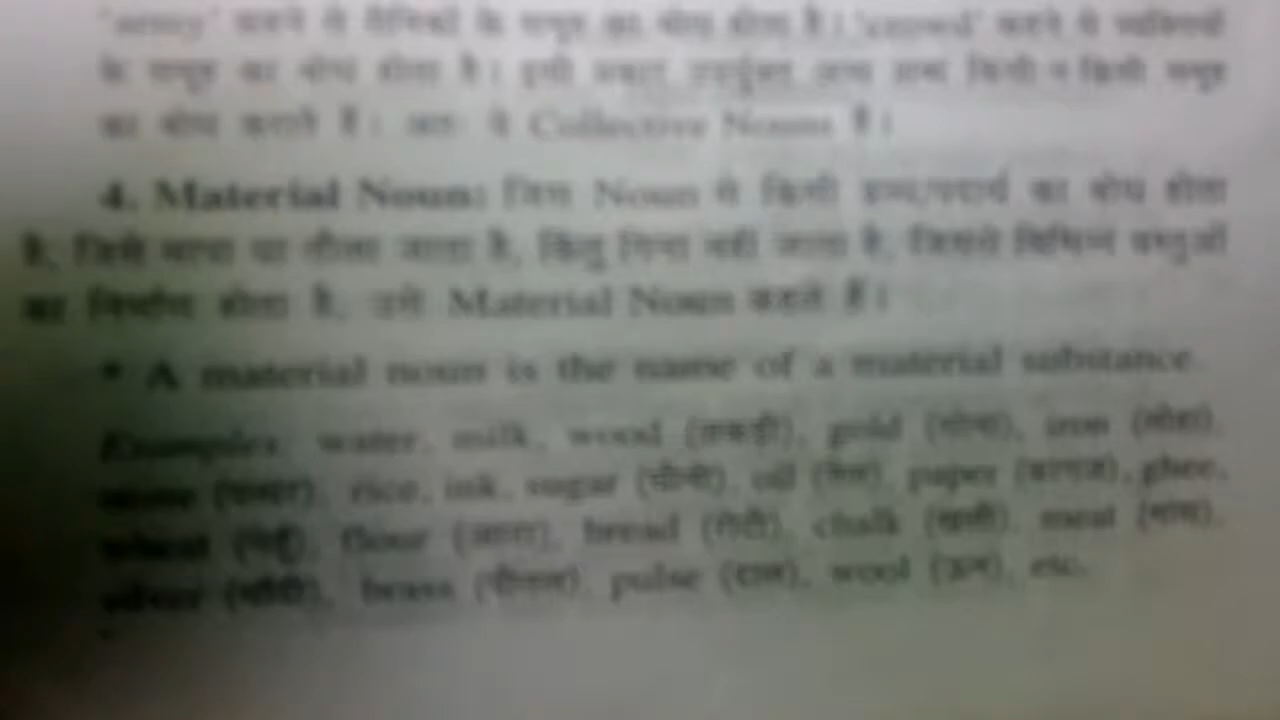 'army' कहने से सैनिकों के समूह का बोध होता है। 'crowd' कहने से व्यक्तियों
के समूह का बोध होता है। इसी प्रकार उपर्युक्त अन्य शब्द किसी न किसी समूह
का बोध कराते हैं। अतः ये Collective Nouns हैं।
4. Material Noun: जिस Noun से किसी द्रव्य/पदार्थ का बोध होता
है, जिसे मापा या तौला जाता है, किंतु गिना नहीं जाता है, जिससे विभिन्न वस्तुओं
का निर्माण होता है, उसे Material Noun कहते हैं।
* A material noun is the name of a material substance.
Examples: water, milk, wood (लकड़ी), gold (सोना), iron (लोहा),
stone (पत्थर), rice, ink, sugar (चीनी), oil (तेल), paper (कागज), ghee,
wheat (गेहूँ), flour (आटा), bread (रोटी), chalk (खली), meat (मांस),
silver (चाँदी), brass (पीतल), pulse (दाल), wool (ऊन), etc.